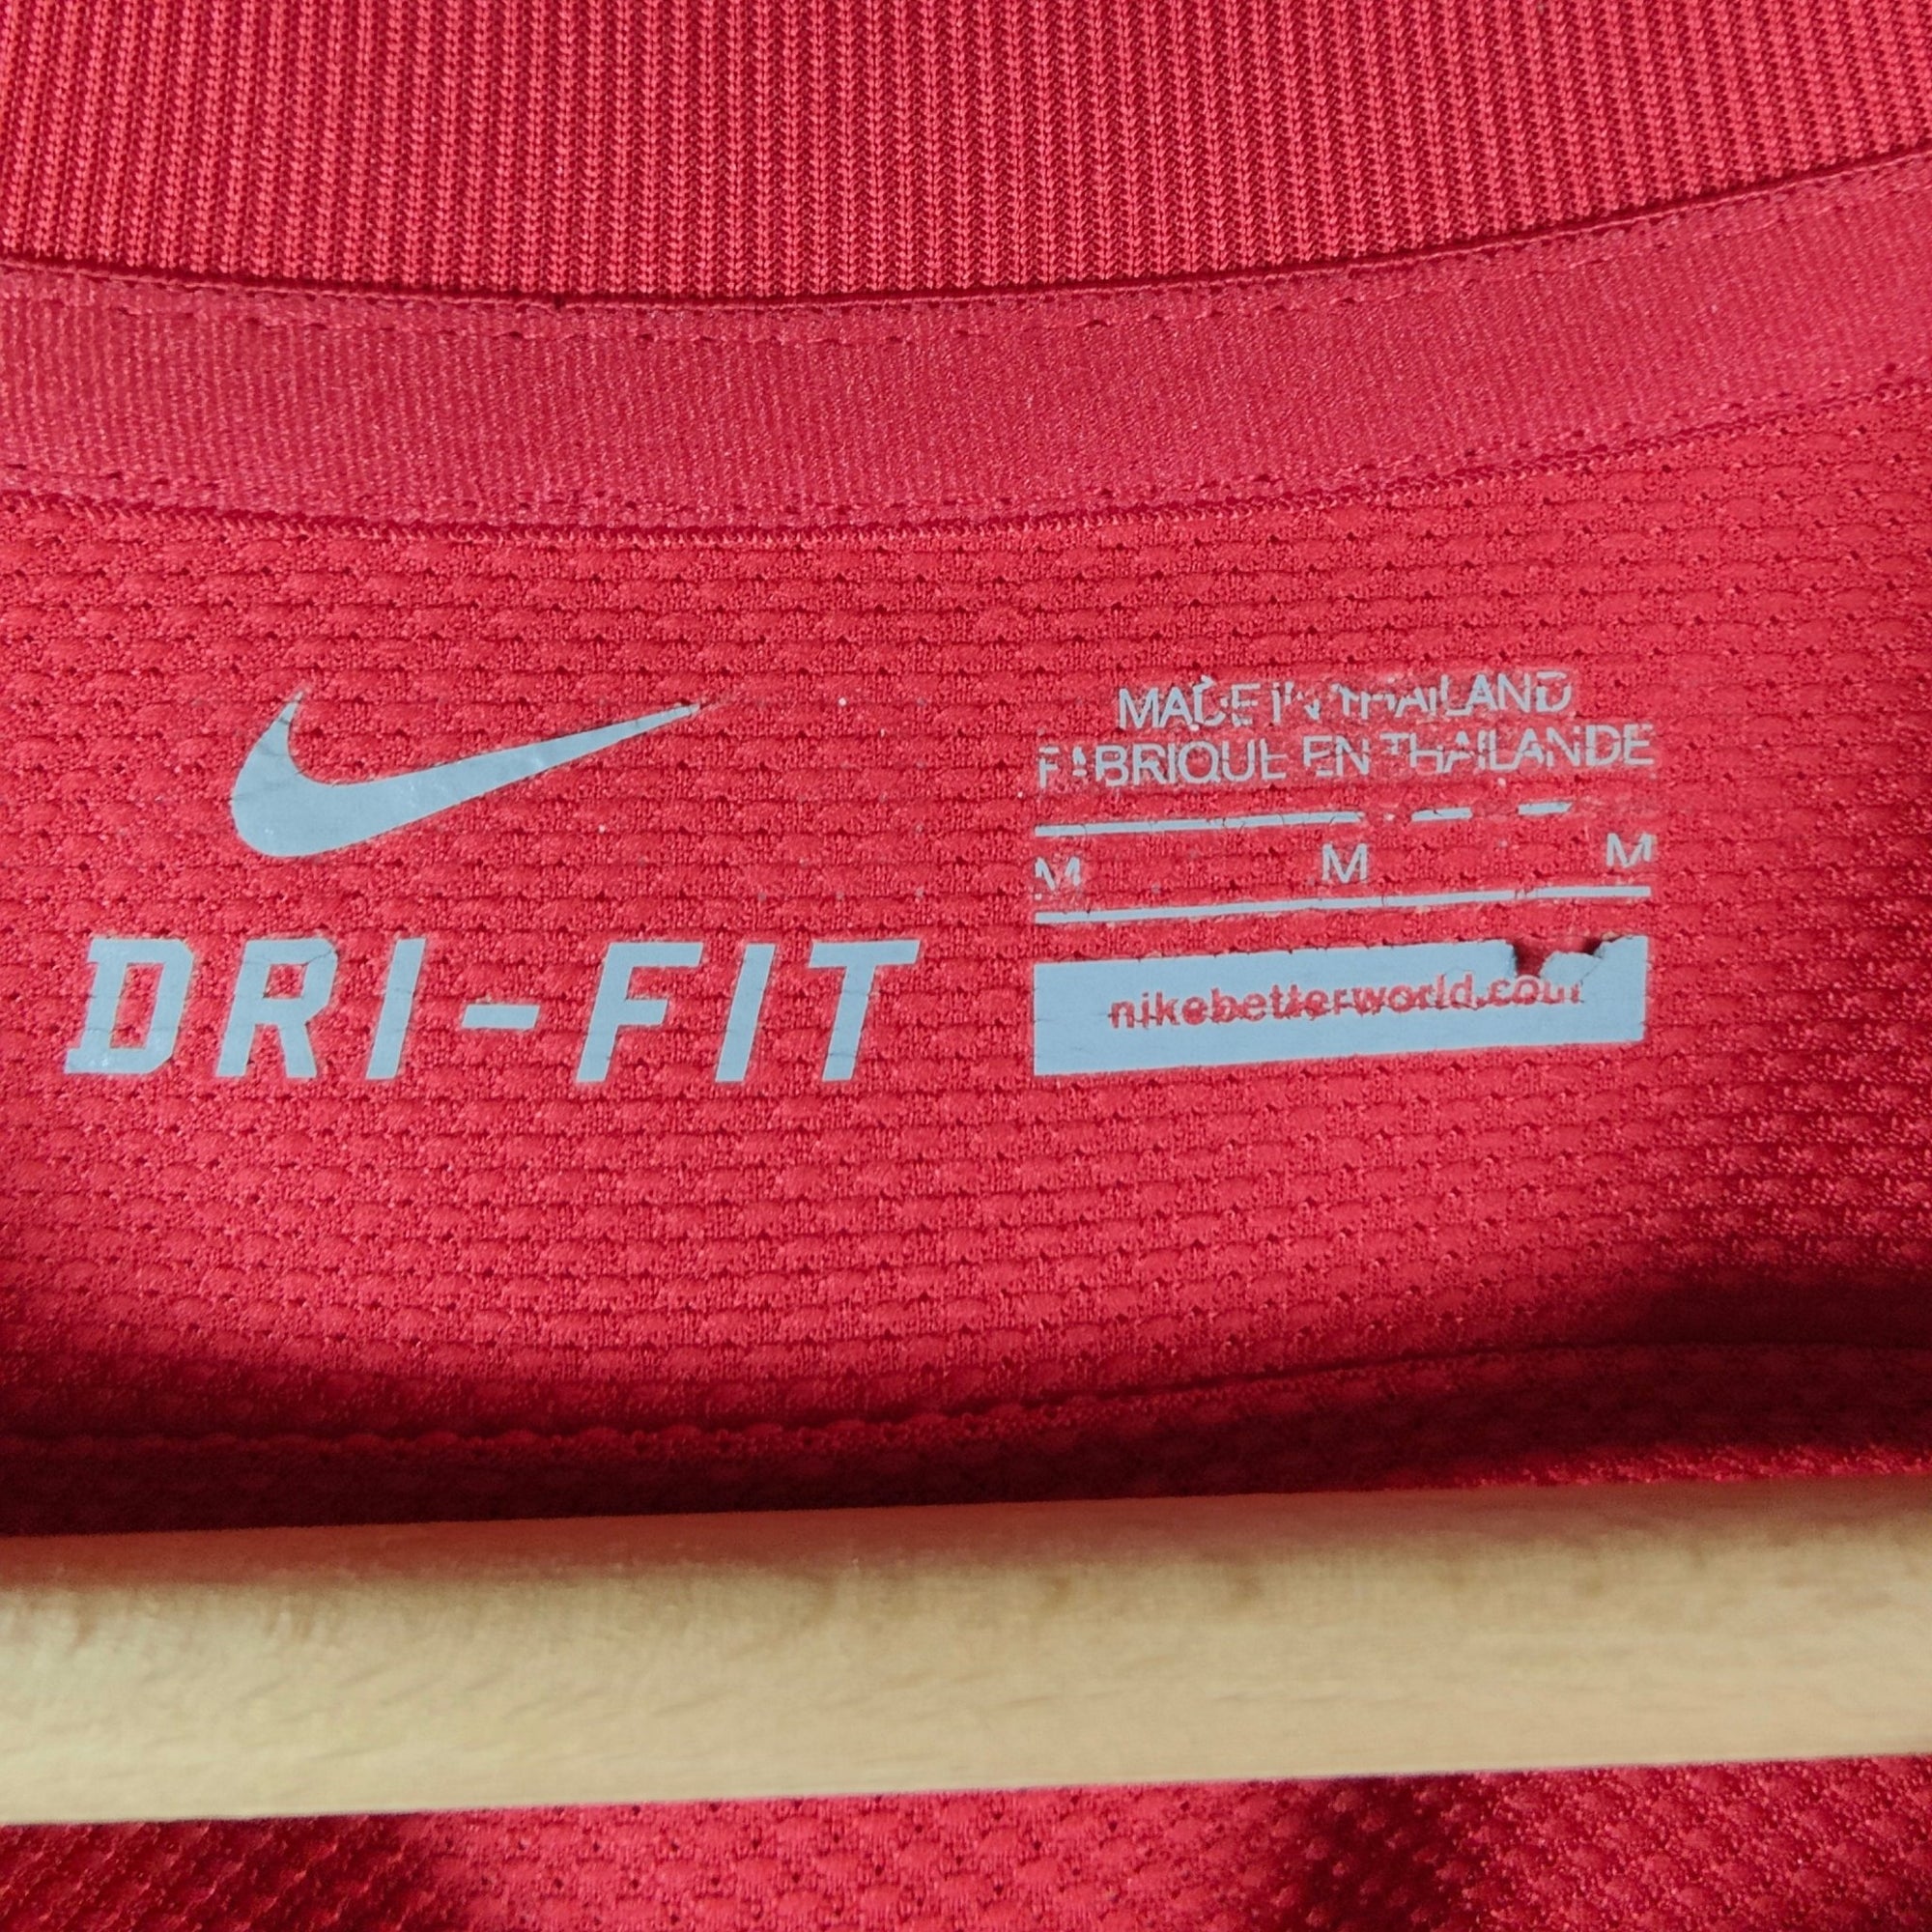 DRI-FIT
MADE IN THAILAND
FABRIQUE EN THAILANDE
M M M
nikebetterworld.com